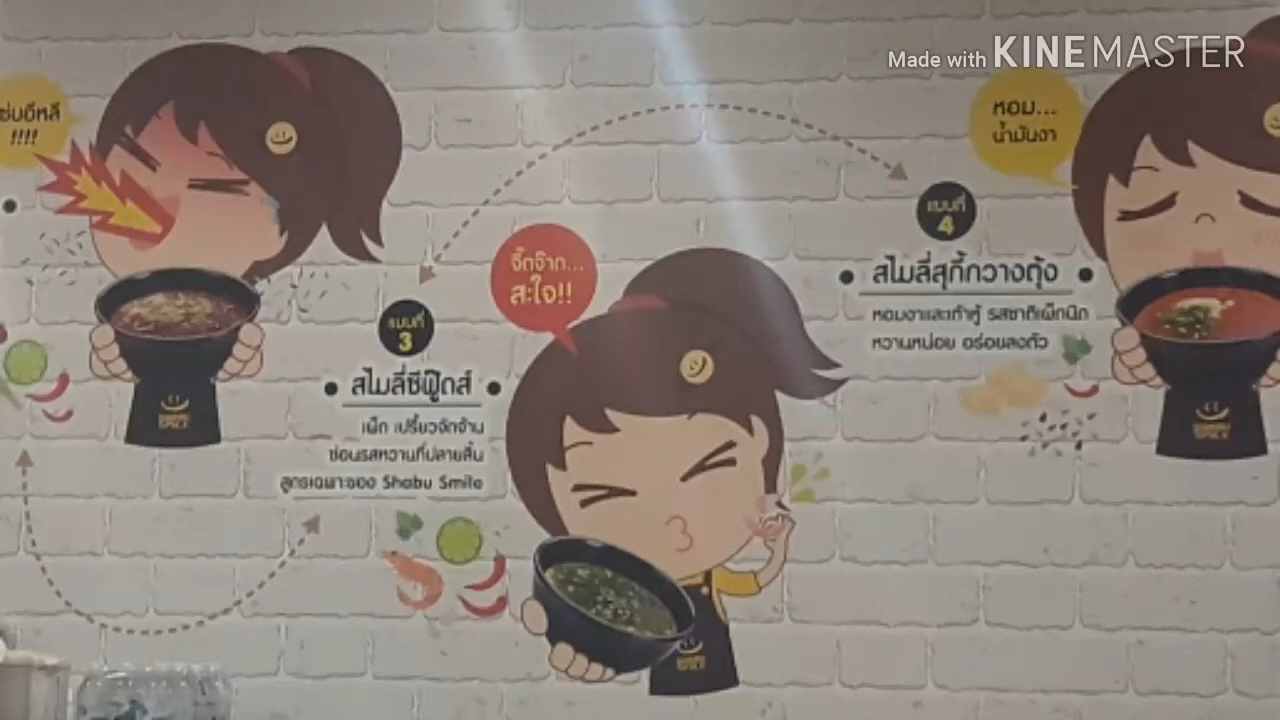 Made with KINEMASTER
แซ่บอีหลี
!!!!
หอม...
น้ำมันงา
แบบที่
4
สไมลี่สุกี้กวางตุ้ง
หอมงาและเต้าหู้ รสชาติเผ็ดนิด
หวานหน่อย อร่อยลงตัว
จี๊ดจ๊าด...
สะใจ!!
แบบที่
3
สไมลี่ซีฟู๊ดส์
เผ็ด เปรี้ยวจัดจ้าน
ซ่อนรสหวานที่ปลายลิ้น
สูตรเฉพาะของ Shabu Smile